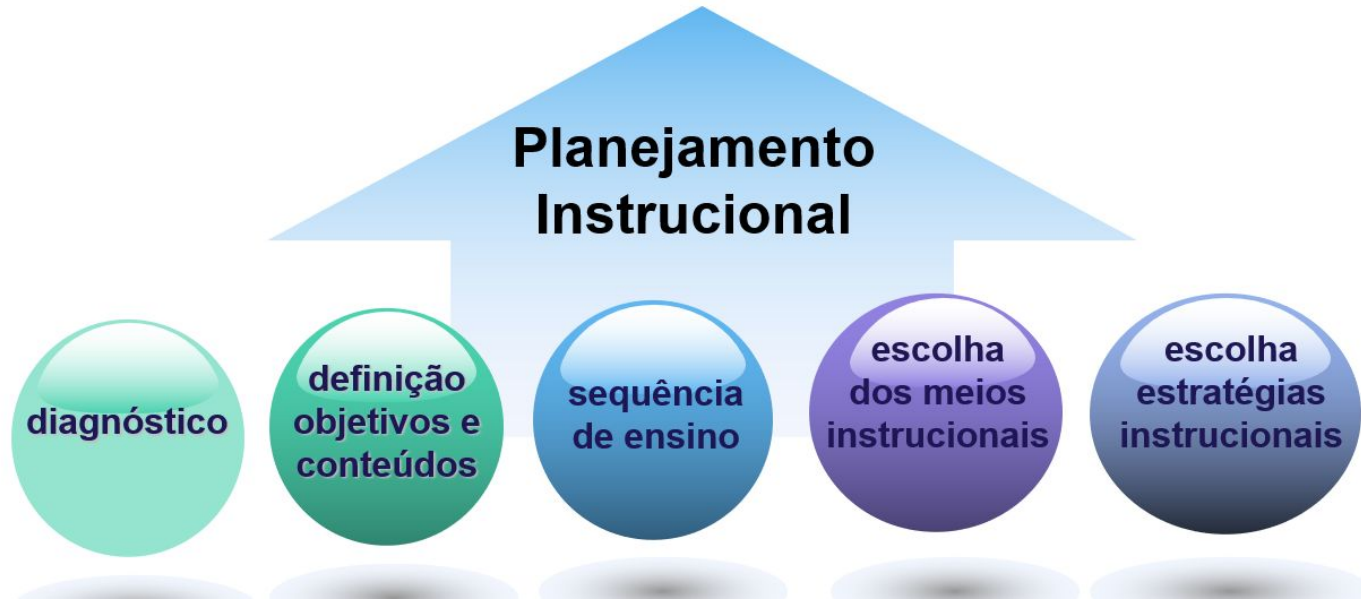 Planejamento
Instrucional
diagnóstico
definição
objetivos e
conteúdos
sequência
de ensino
escolha
dos meios
instrucionais
escolha
estratégias
instrucionais